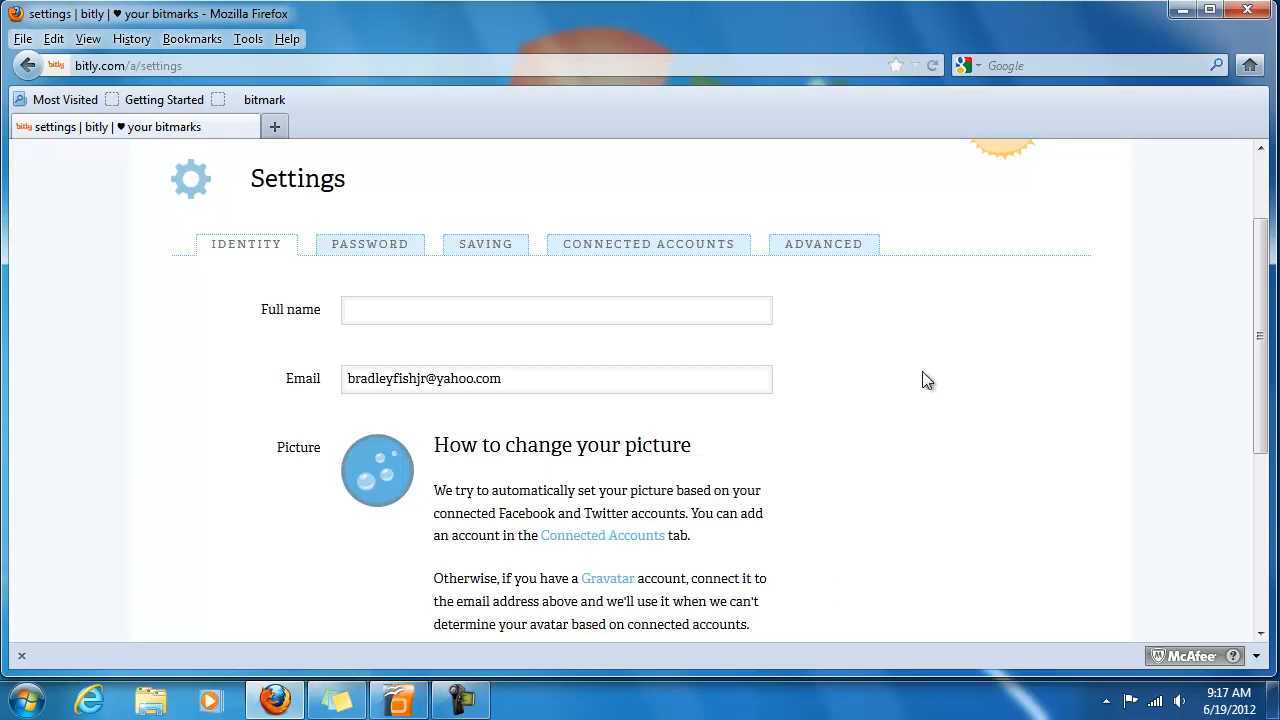 settings | bitly | ♥ your bitmarks - Mozilla Firefox
File Edit View History Bookmarks Tools Help
bitly bitly.com/a/settings Google
Most Visited Getting Started bitmark
bitly settings | bitly | ♥ your bitmarks +
Settings
IDENTITY PASSWORD SAVING CONNECTED ACCOUNTS ADVANCED
Full name
Email bradleyfishjr@yahoo.com
Picture How to change your picture
We try to automatically set your picture based on your
connected Facebook and Twitter accounts. You can add
an account in the Connected Accounts tab.
Otherwise, if you have a Gravatar account, connect it to
the email address above and we'll use it when we can't
determine your avatar based on connected accounts.
x McAfee ?
9:17 AM
6/19/2012